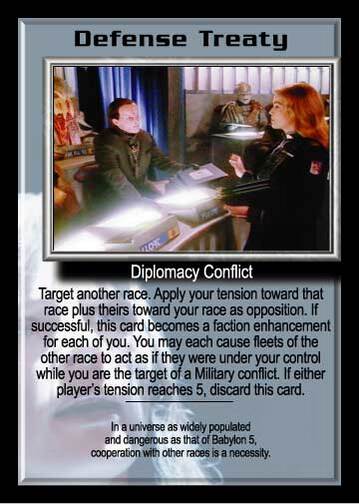 Defense Treaty
Diplomacy Conflict
Target another race. Apply your tension toward that
race plus theirs toward your race as opposition. If
successful, this card becomes a faction enhancement
for each of you. You may each cause fleets of the
other race to act as if they were under your control
while you are the target of a Military conflict. If either
player's tension reaches 5, discard this card.
In a universe as widely populated
and dangerous as that of Babylon 5,
cooperation with other races is a necessity.